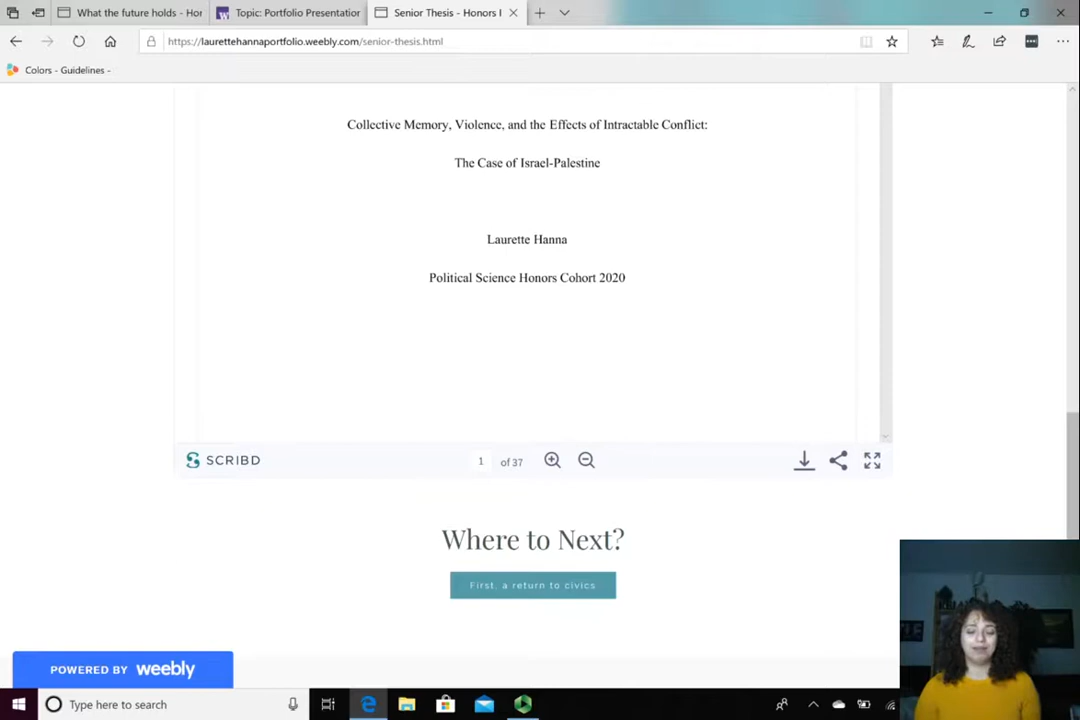 What the future holds - Hor
Topic: Portfolio Presentation
Senior Thesis - Honors I
https://laurettehannaportfolio.weebly.com/senior-thesis.html
Colors - Guidelines -
Collective Memory, Violence, and the Effects of Intractable Conflict:
The Case of Israel-Palestine
Laurette Hanna
Political Science Honors Cohort 2020
SCRIBD
1 of 37
Where to Next?
First, a return to civics
POWERED BY weebly
Type here to search